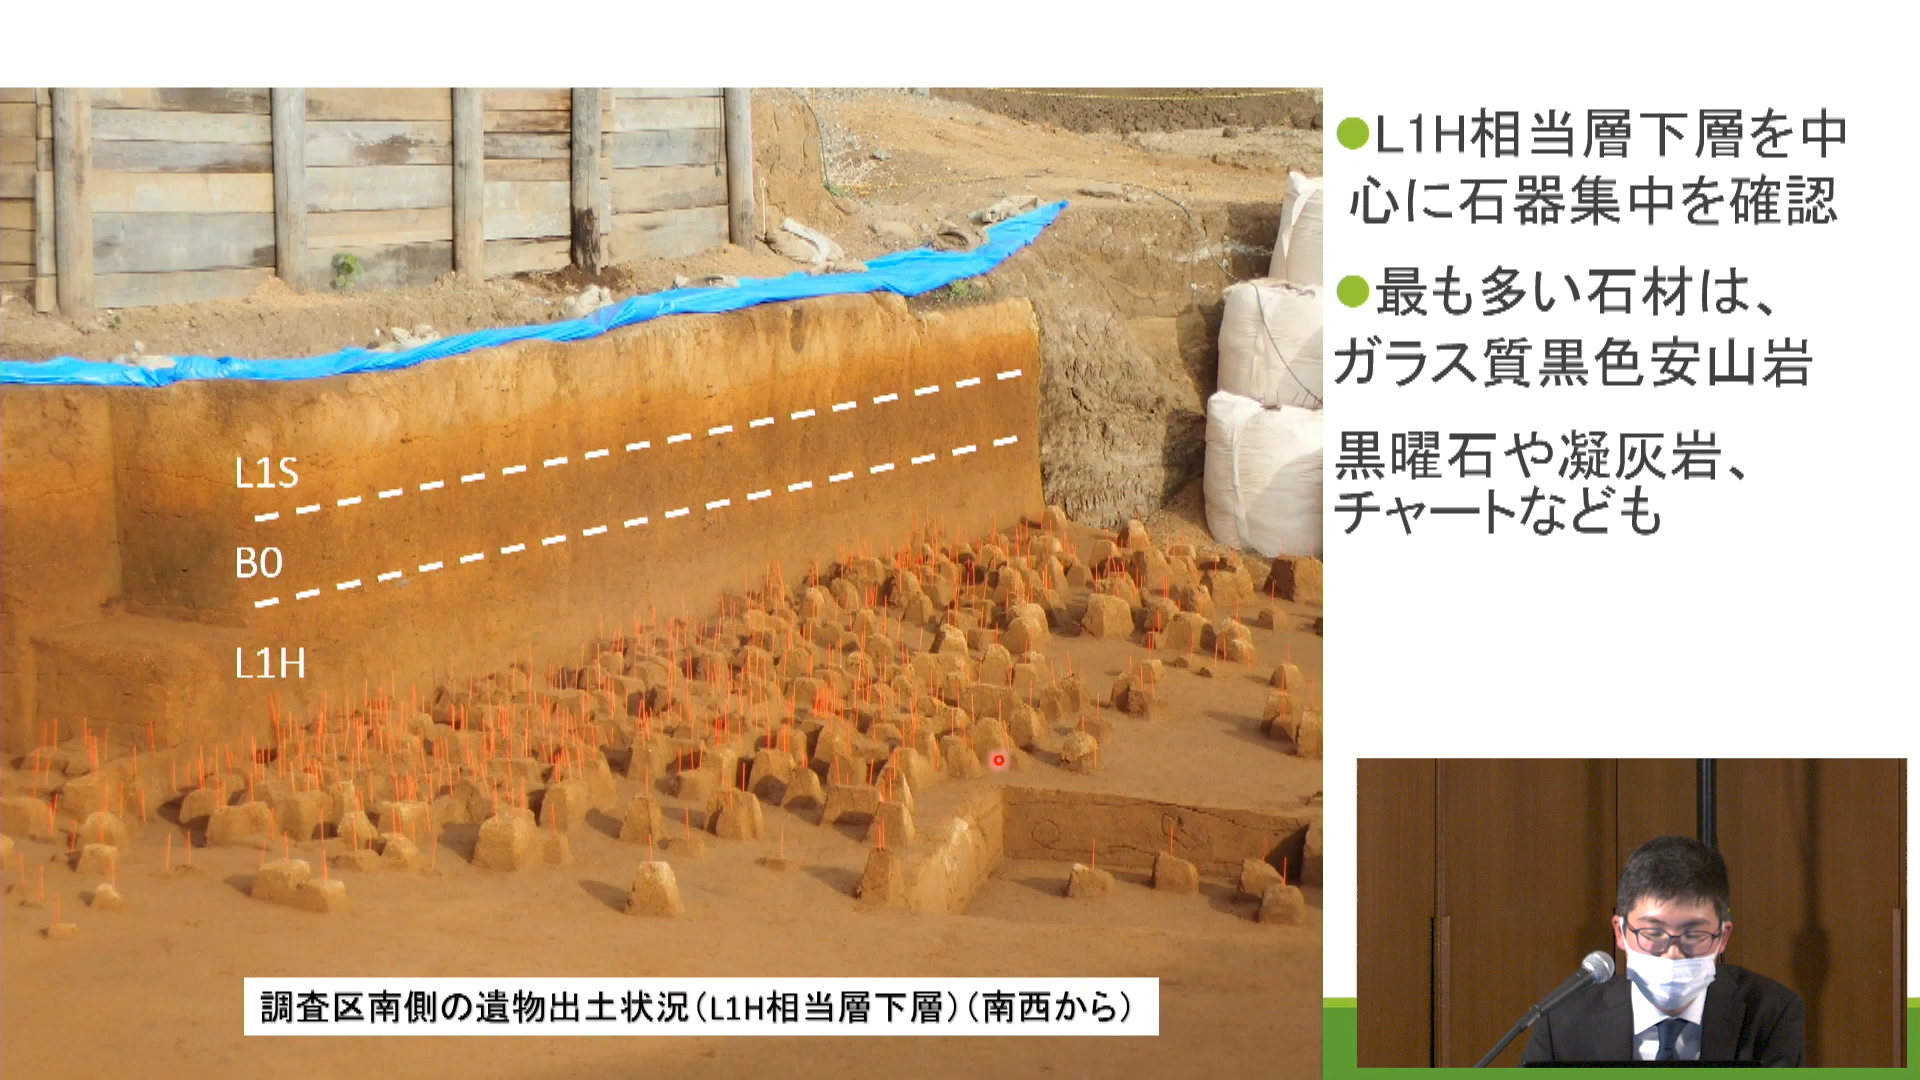 ●L1H相当層下層を中
心に石器集中を確認
●最も多い石材は、
ガラス質黒色安山岩
黒曜石や凝灰岩、
チャートなども
L1S
B0
L1H
調査区南側の遺物出土状況（L1H相当層下層）（南西から）